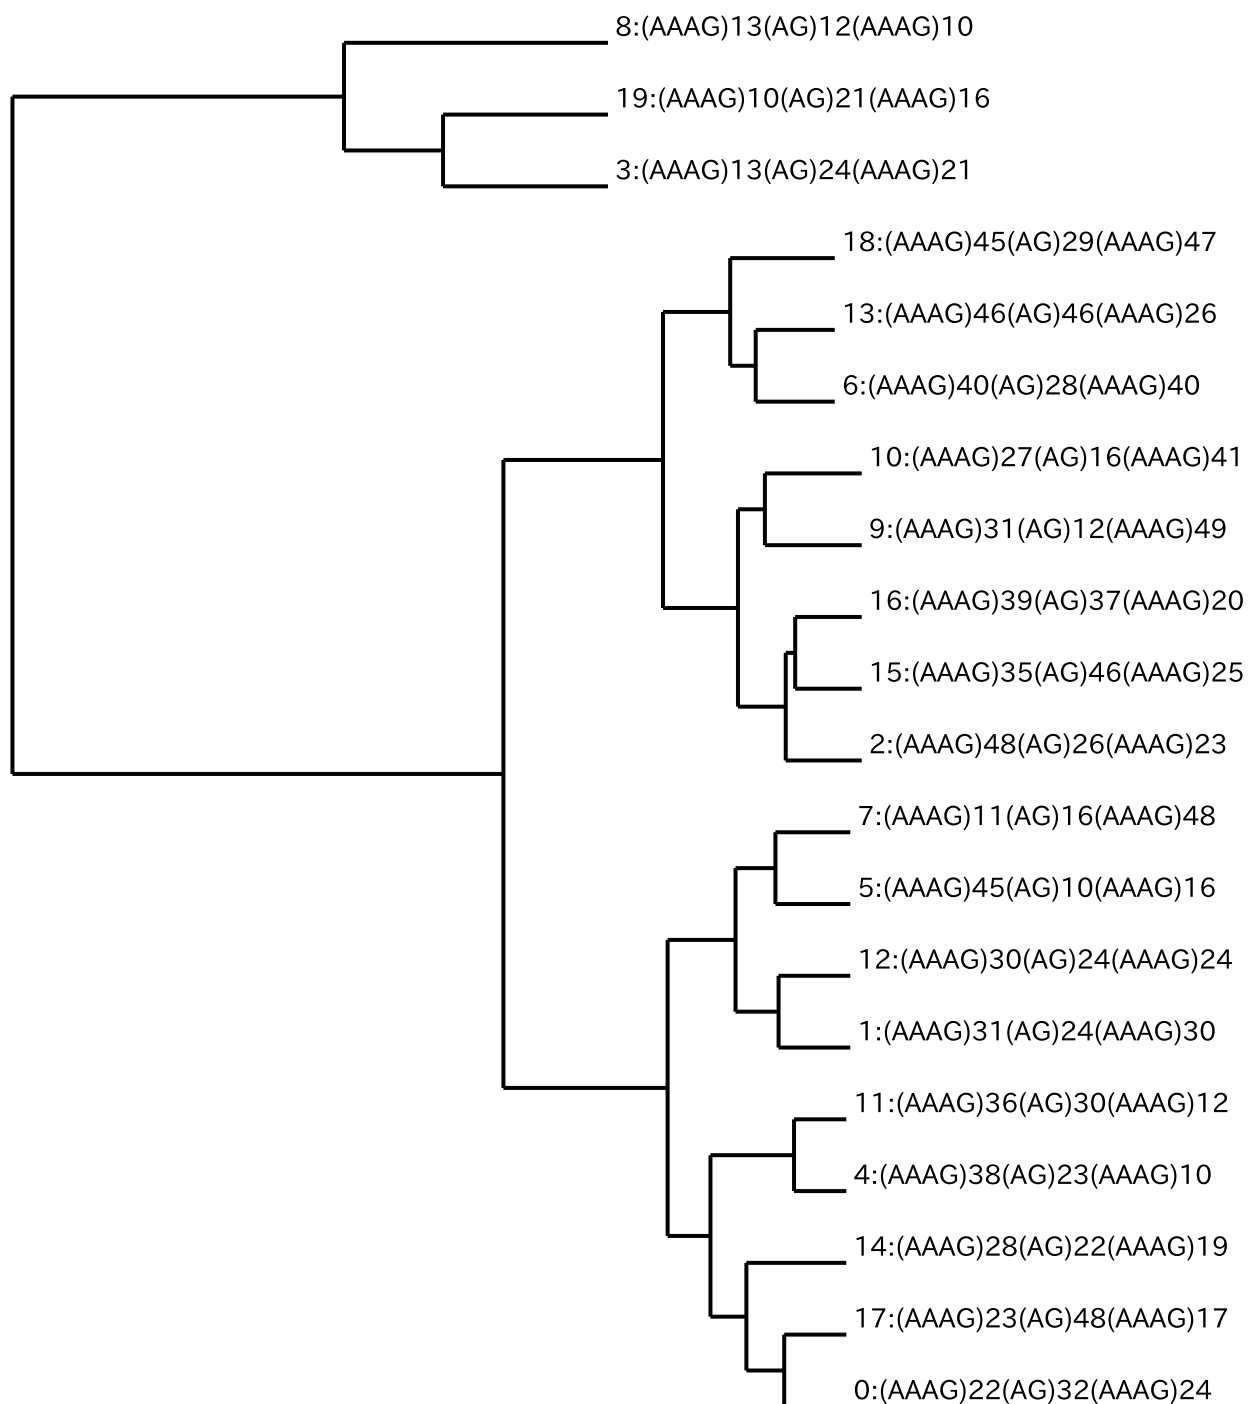 8:(AAAG)13(AG)12(AAAG)10
19:(AAAG)10(AG)21(AAAG)16
3:(AAAG)13(AG)24(AAAG)21
18:(AAAG)45(AG)29(AAAG)47
13:(AAAG)46(AG)46(AAAG)26
6:(AAAG)40(AG)28(AAAG)40
10:(AAAG)27(AG)16(AAAG)41
9:(AAAG)31(AG)12(AAAG)49
16:(AAAG)39(AG)37(AAAG)20
15:(AAAG)35(AG)46(AAAG)25
2:(AAAG)48(AG)26(AAAG)23
7:(AAAG)11(AG)16(AAAG)48
5:(AAAG)45(AG)10(AAAG)16
12:(AAAG)30(AG)24(AAAG)24
1:(AAAG)31(AG)24(AAAG)30
11:(AAAG)36(AG)30(AAAG)12
4:(AAAG)38(AG)23(AAAG)10
14:(AAAG)28(AG)22(AAAG)19
17:(AAAG)23(AG)48(AAAG)17
0:(AAAG)22(AG)32(AAAG)24